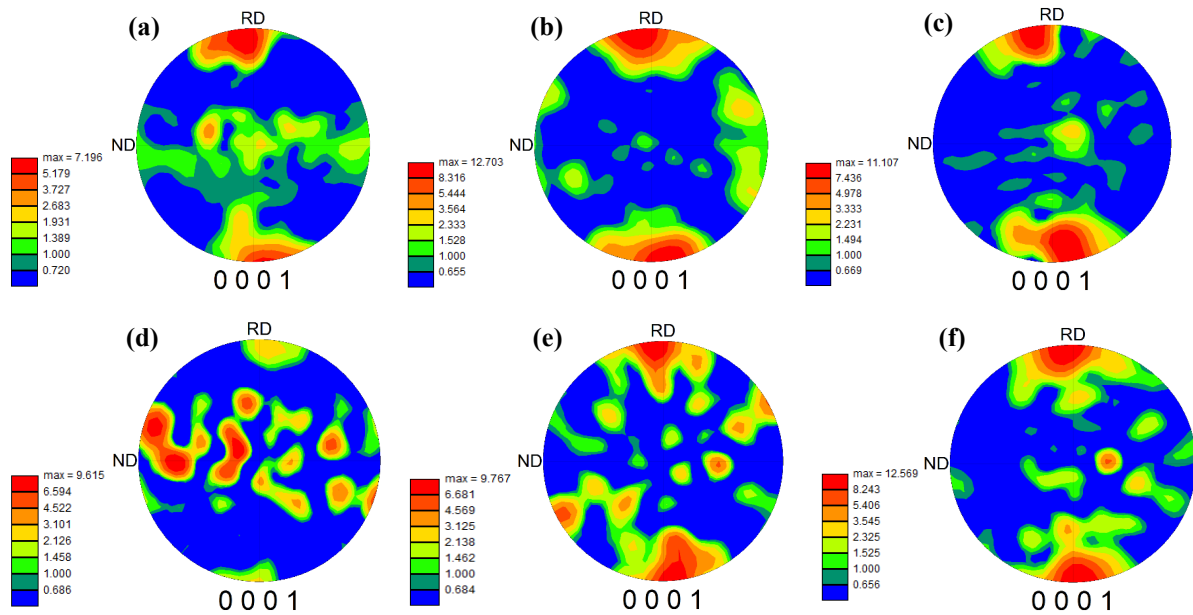 (a)
RD
ND
max = 7.196
5.179
3.727
2.683
1.931
1.389
1.000
0.720
0 0 0 1
(b)
RD
ND
max = 12.703
8.316
5.444
3.564
2.333
1.528
1.000
0.655
0 0 0 1
(c)
RD
ND
max = 11.107
7.436
4.978
3.333
2.231
1.494
1.000
0.669
0 0 0 1
(d)
RD
ND
max = 9.615
6.594
4.522
3.101
2.126
1.458
1.000
0.686
0 0 0 1
(e)
RD
ND
max = 9.767
6.681
4.569
3.125
2.138
1.462
1.000
0.684
0 0 0 1
(f)
RD
ND
max = 12.569
8.243
5.406
3.545
2.325
1.525
1.000
0.656
0 0 0 1